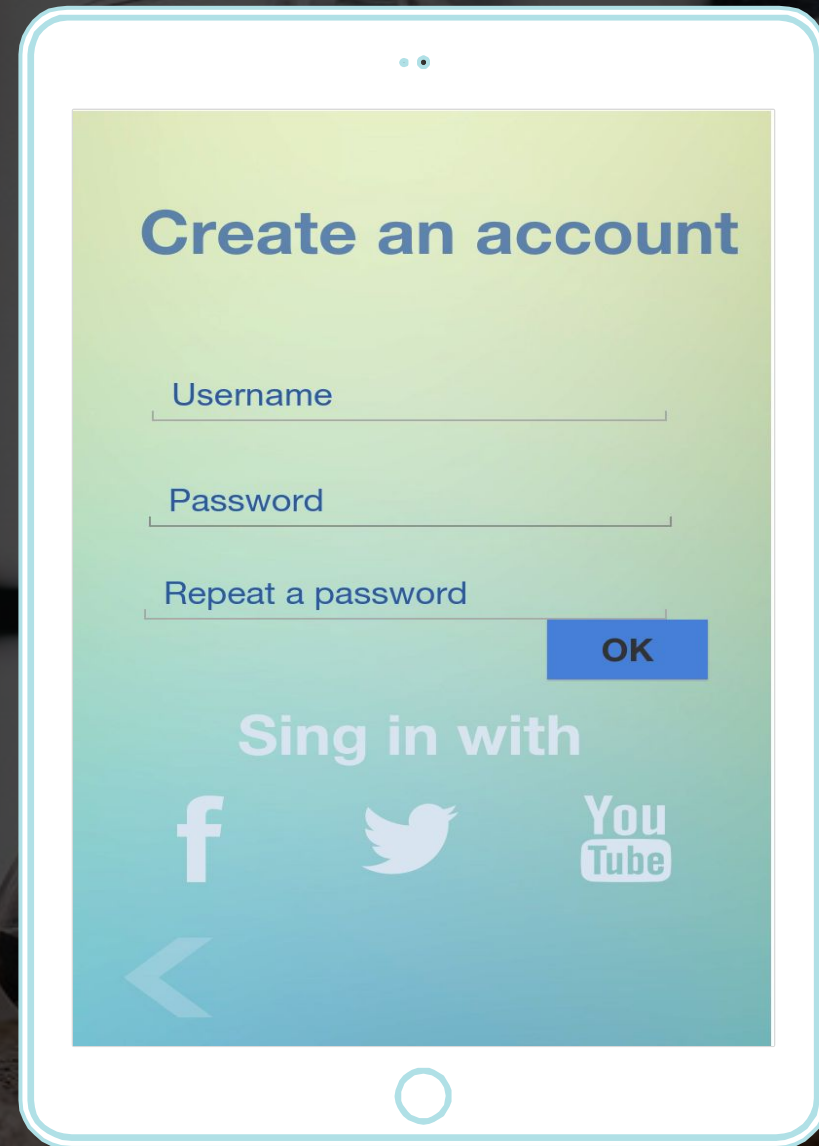 Create an account
Username
Password
Repeat a password
OK
Sing in with
f
You
Tube